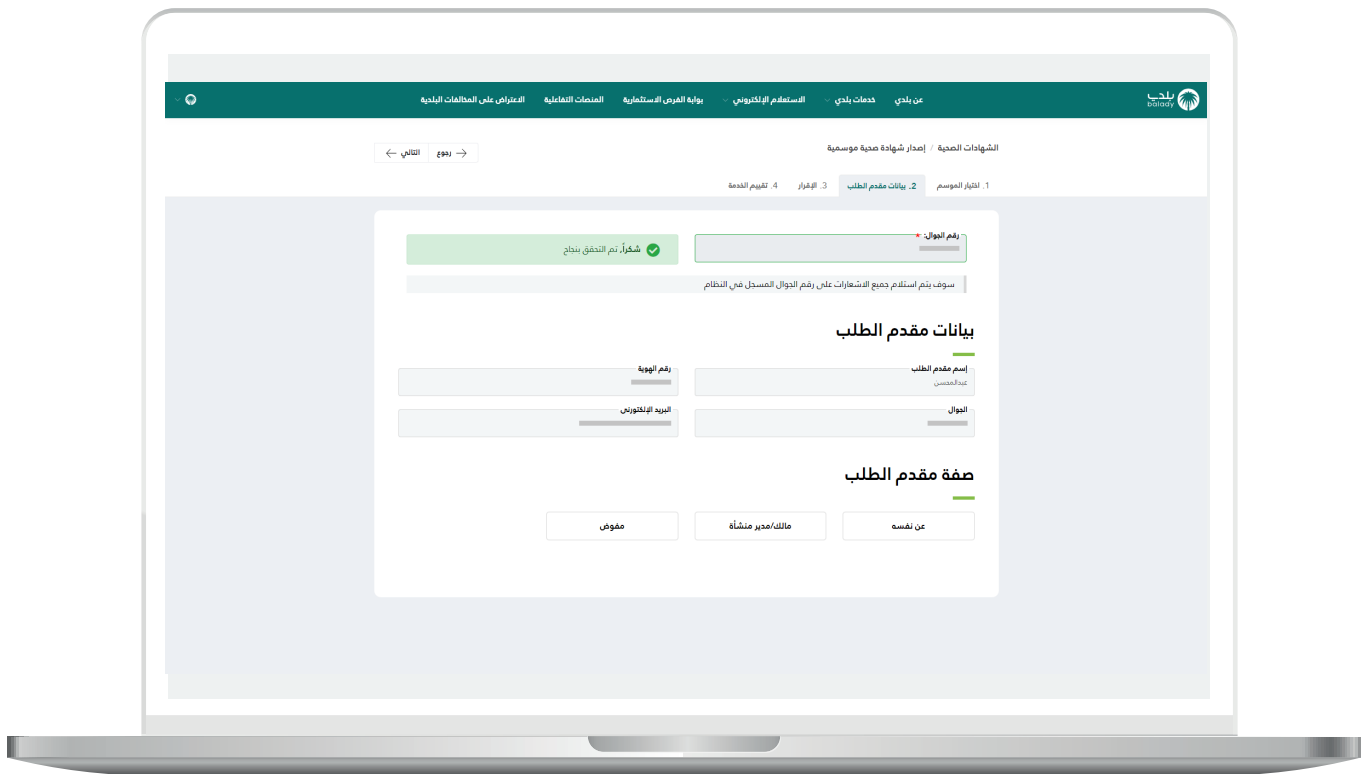 بلدي
balady
عن بلدي
خدمات بلدي
الاستعلام الإلكتروني
بوابة الفرص الاستثمارية
المنصات التفاعلية
الاعتراض على المخالفات البلدية
الشهادات الصحية / إصدار شهادة صحية موسمية
رجوع
التالي
1. اختيار الموسم
2. بيانات مقدم الطلب
3. الإقرار
4. تقييم الخدمة
رقم الجوال: *
شكراً, تم التحقق بنجاح
سوف يتم استلام جميع الاشعارات على رقم الجوال المسجل في النظام
بيانات مقدم الطلب
إسم مقدم الطلب
عبدالمحسن
رقم الهوية
الجوال
البريد الإلكتورنى
صفة مقدم الطلب
عن نفسه
مالك/مدير منشأة
مفوض